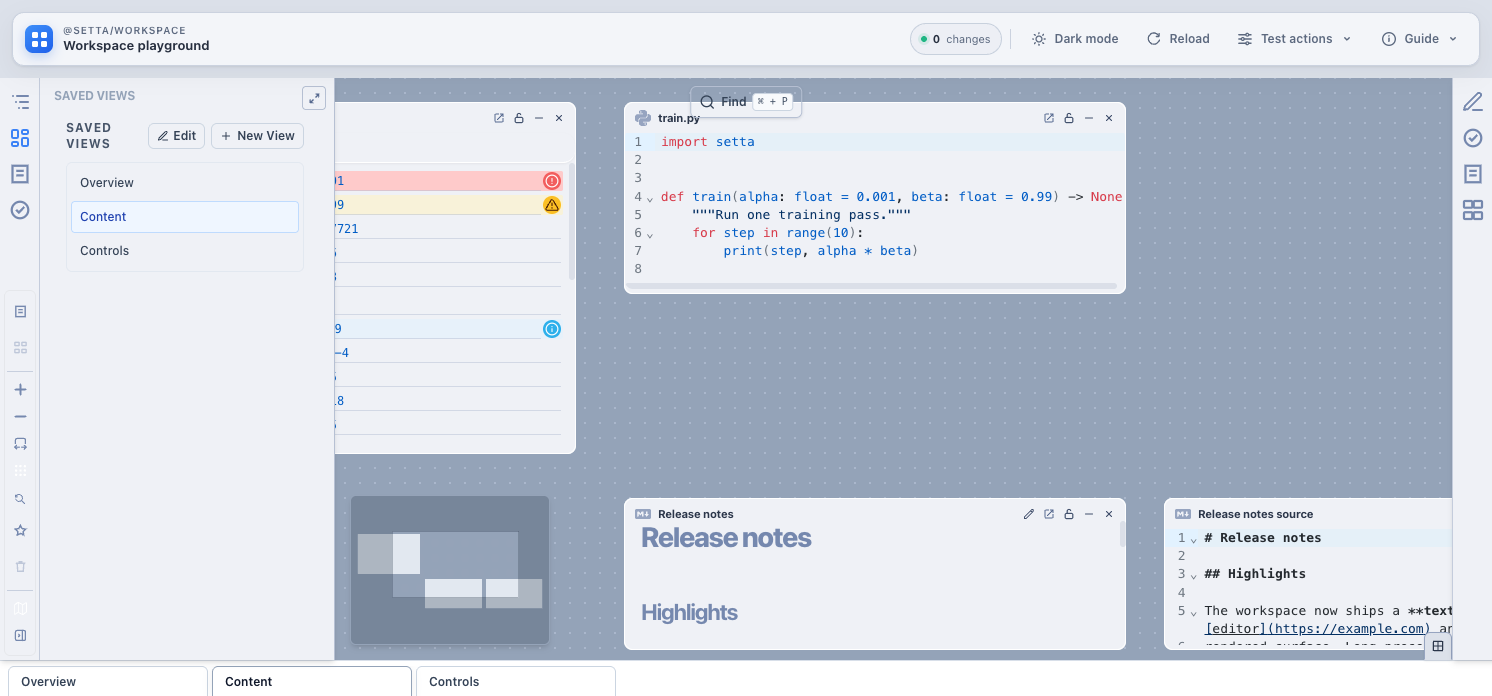 @SETTA/WORKSPACE
Workspace playground
0 changes
Dark mode
Reload
Test actions
Guide
SAVED VIEWS
SAVED VIEWS
Edit
New View
Overview
Content
Controls
7721
-4
Find ⌘ + P
train.py
1 import setta
2
3
4 def train(alpha: float = 0.001, beta: float = 0.99) -> None
5 """Run one training pass."""
6 for step in range(10):
7 print(step, alpha * beta)
8
Release notes
Release notes
Highlights
Release notes source
1 # Release notes
2
3 ## Highlights
4
5 The workspace now ships a **text
[editor](https://example.com) an
Overview
Content
Controls